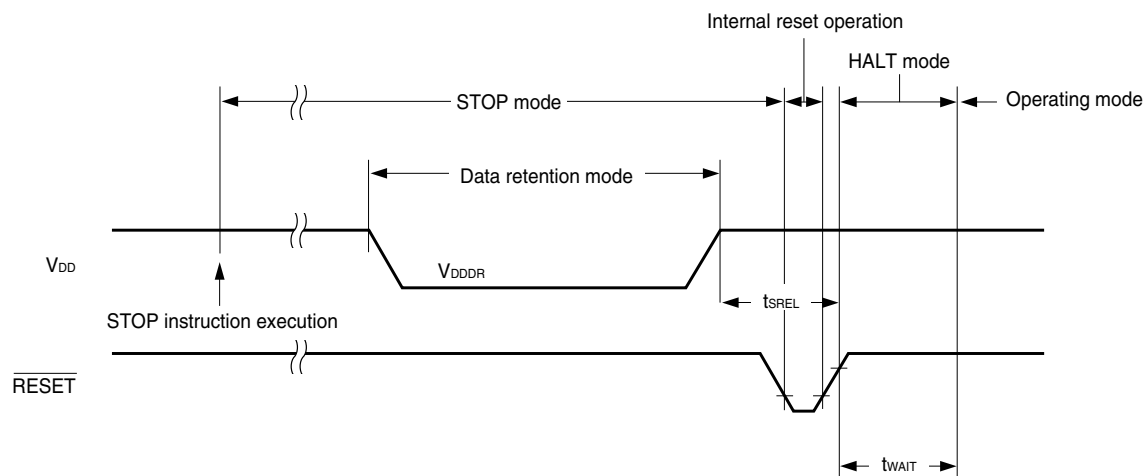 Internal reset operation
HALT mode
STOP mode
Operating mode
Data retention mode
VDD
VDDDR
tSREL
STOP instruction execution
RESET
tWAIT